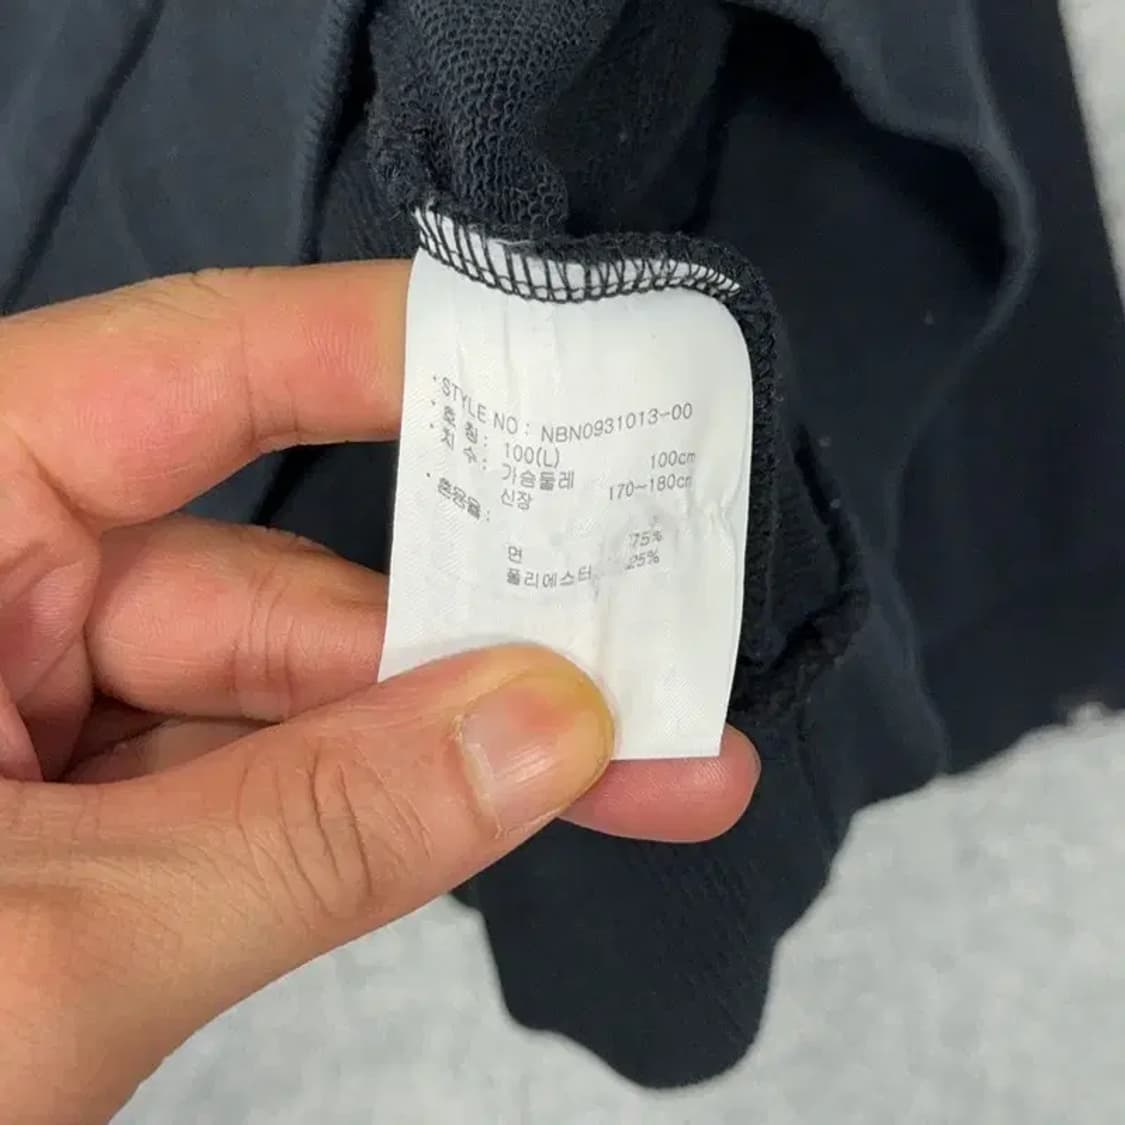 · STYLE NO : NBN0931013-00
· 호 칭 : 100(L)
· 치 수 : 가슴둘레 100cm
신장 170~180cm
· 혼용율 :
면 75%
폴리에스터 25%